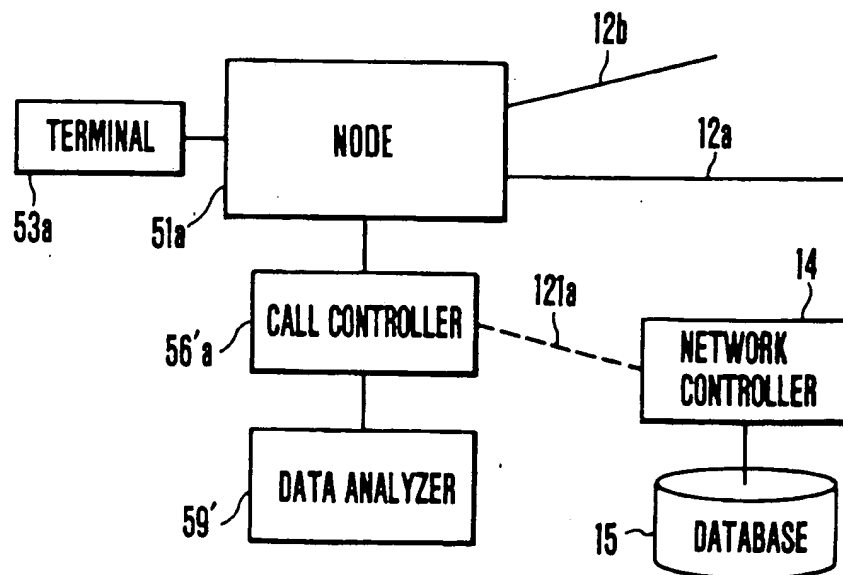 12b
TERMINAL
NODE
12a
53a
51a
14
121a
CALL CONTROLLER
56'a
NETWORK
CONTROLLER
DATA ANALYZER
59'
15
DATABASE